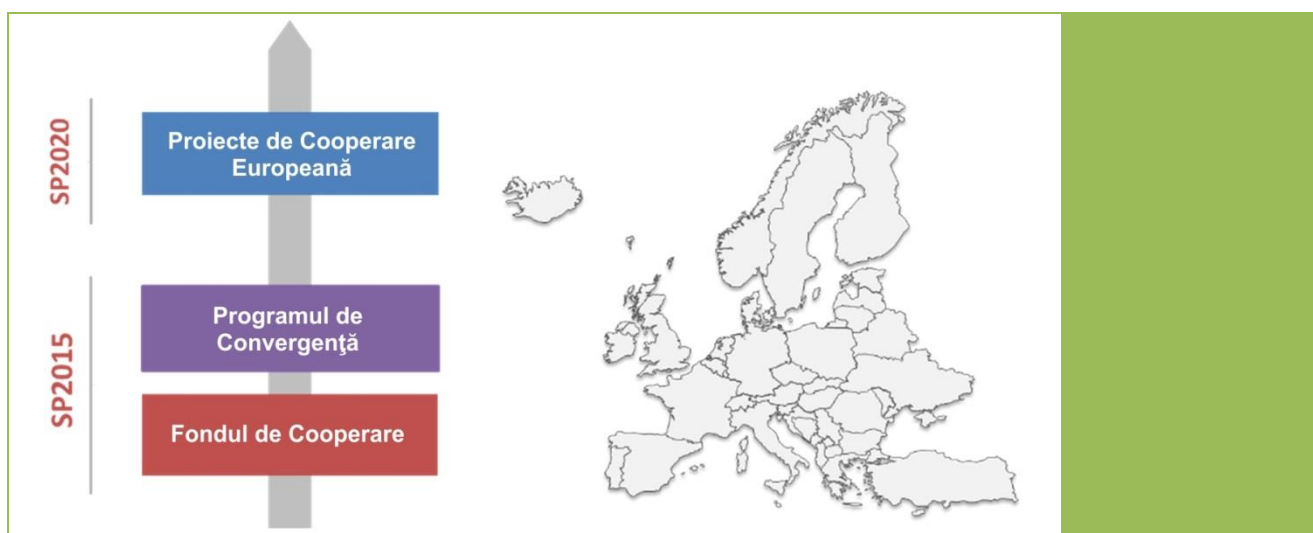 SP2020
Proiecte de Cooperare
Europeană
SP2015
Programul de
Convergenţă
Fondul de Cooperare